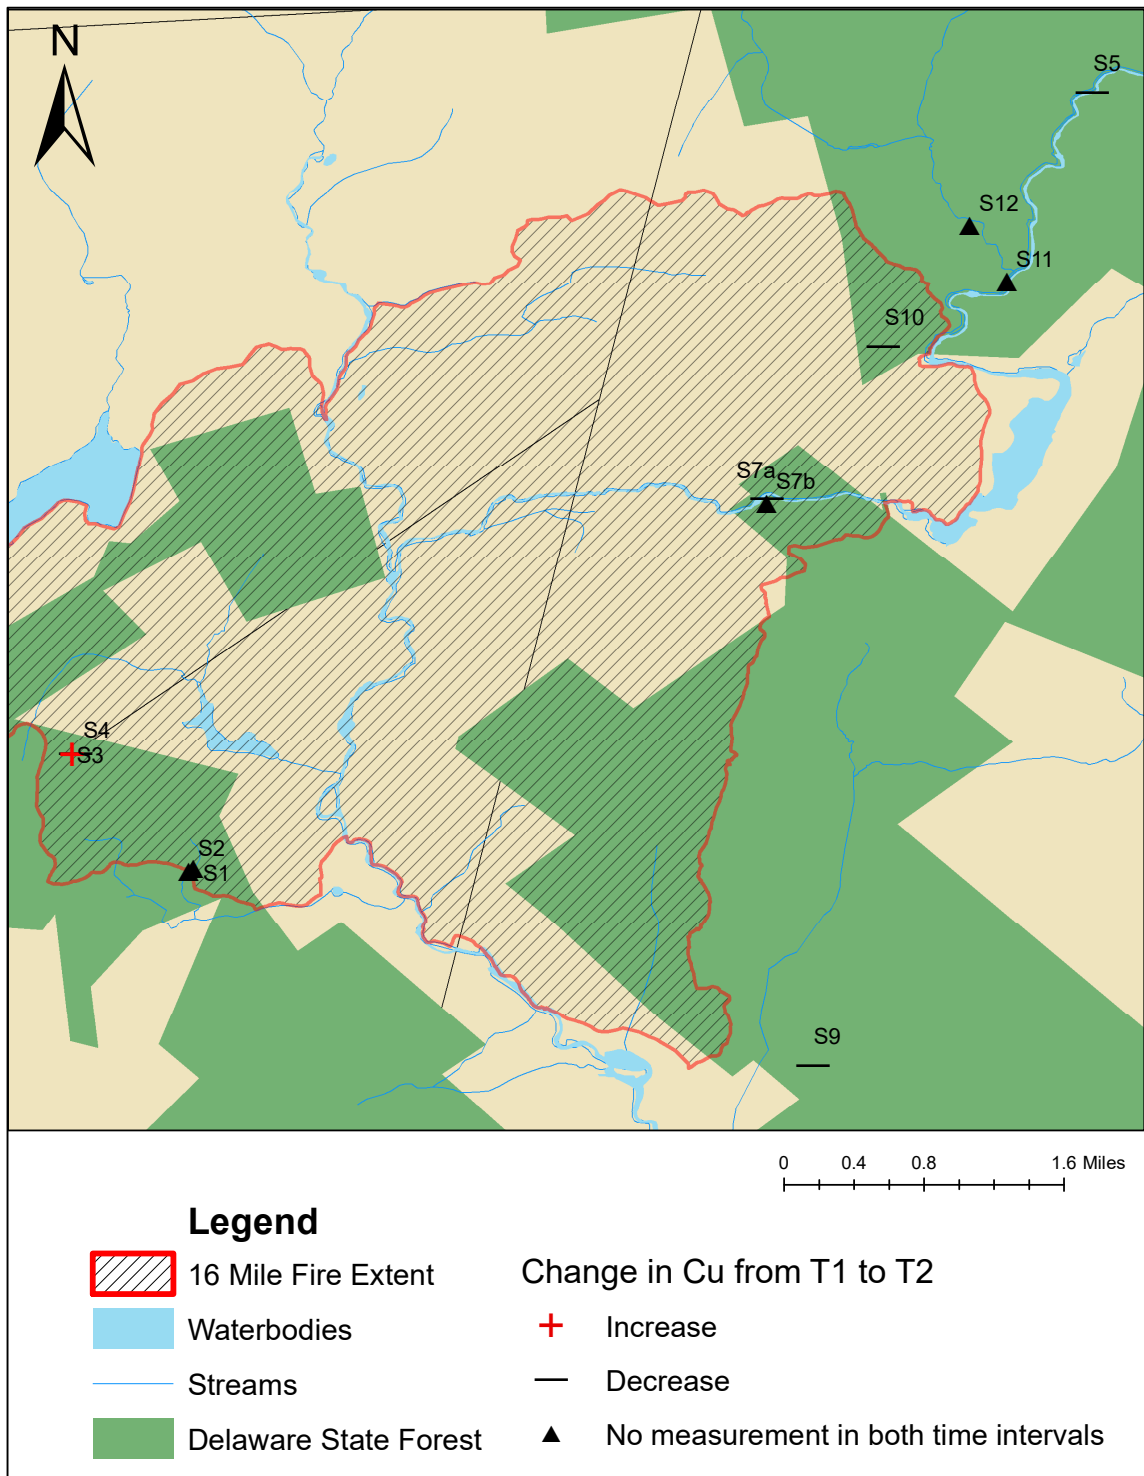 N
S5
S12
S11
S10
S7a
S7b
S4
S3
S2
S1
S9
0 0.4 0.8 1.6 Miles
Legend
16 Mile Fire Extent
Waterbodies
Streams
Delaware State Forest
Change in Cu from T1 to T2
Increase
Decrease
No measurement in both time intervals